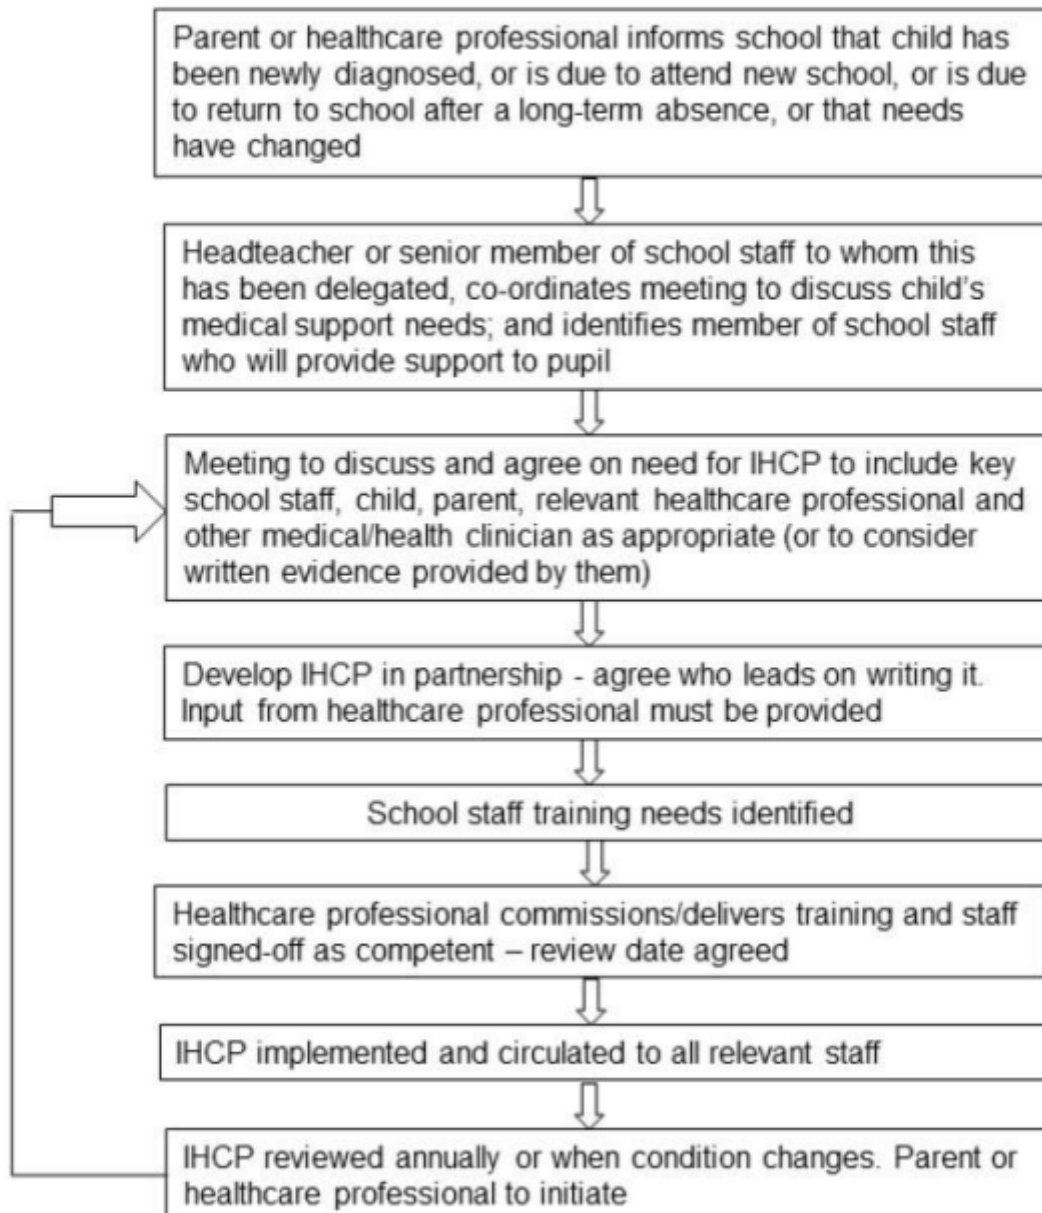 Parent or healthcare professional informs school that child has
been newly diagnosed, or is due to attend new school, or is due
to return to school after a long-term absence, or that needs
have changed
Headteacher or senior member of school staff to whom this
has been delegated, co-ordinates meeting to discuss child's
medical support needs; and identifies member of school staff
who will provide support to pupil
Meeting to discuss and agree on need for IHCP to include key
school staff, child, parent, relevant healthcare professional and
other medical/health clinician as appropriate (or to consider
written evidence provided by them)
Develop IHCP in partnership - agree who leads on writing it.
Input from healthcare professional must be provided
School staff training needs identified
Healthcare professional commissions/delivers training and staff
signed-off as competent – review date agreed
IHCP implemented and circulated to all relevant staff
IHCP reviewed annually or when condition changes. Parent or
healthcare professional to initiate